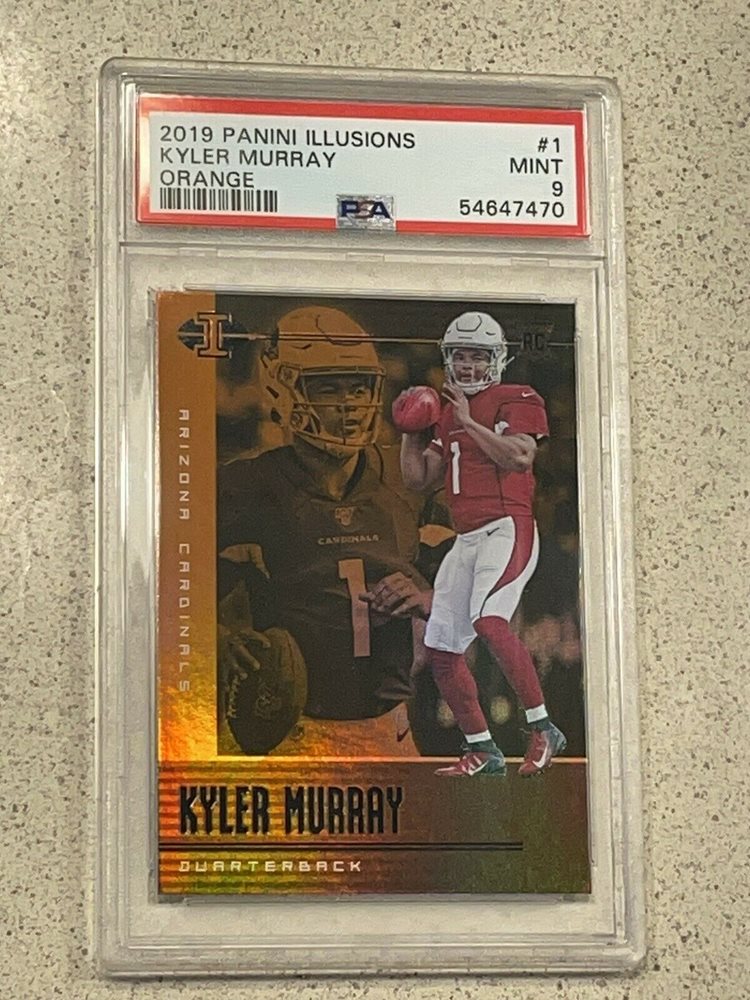 2019 PANINI ILLUSIONS #1
KYLER MURRAY MINT
ORANGE 9
PSA 54647470
I
RC
ARIZONA CARDINALS
1
CARDINALS
1
KYLER MURRAY
QUARTERBACK